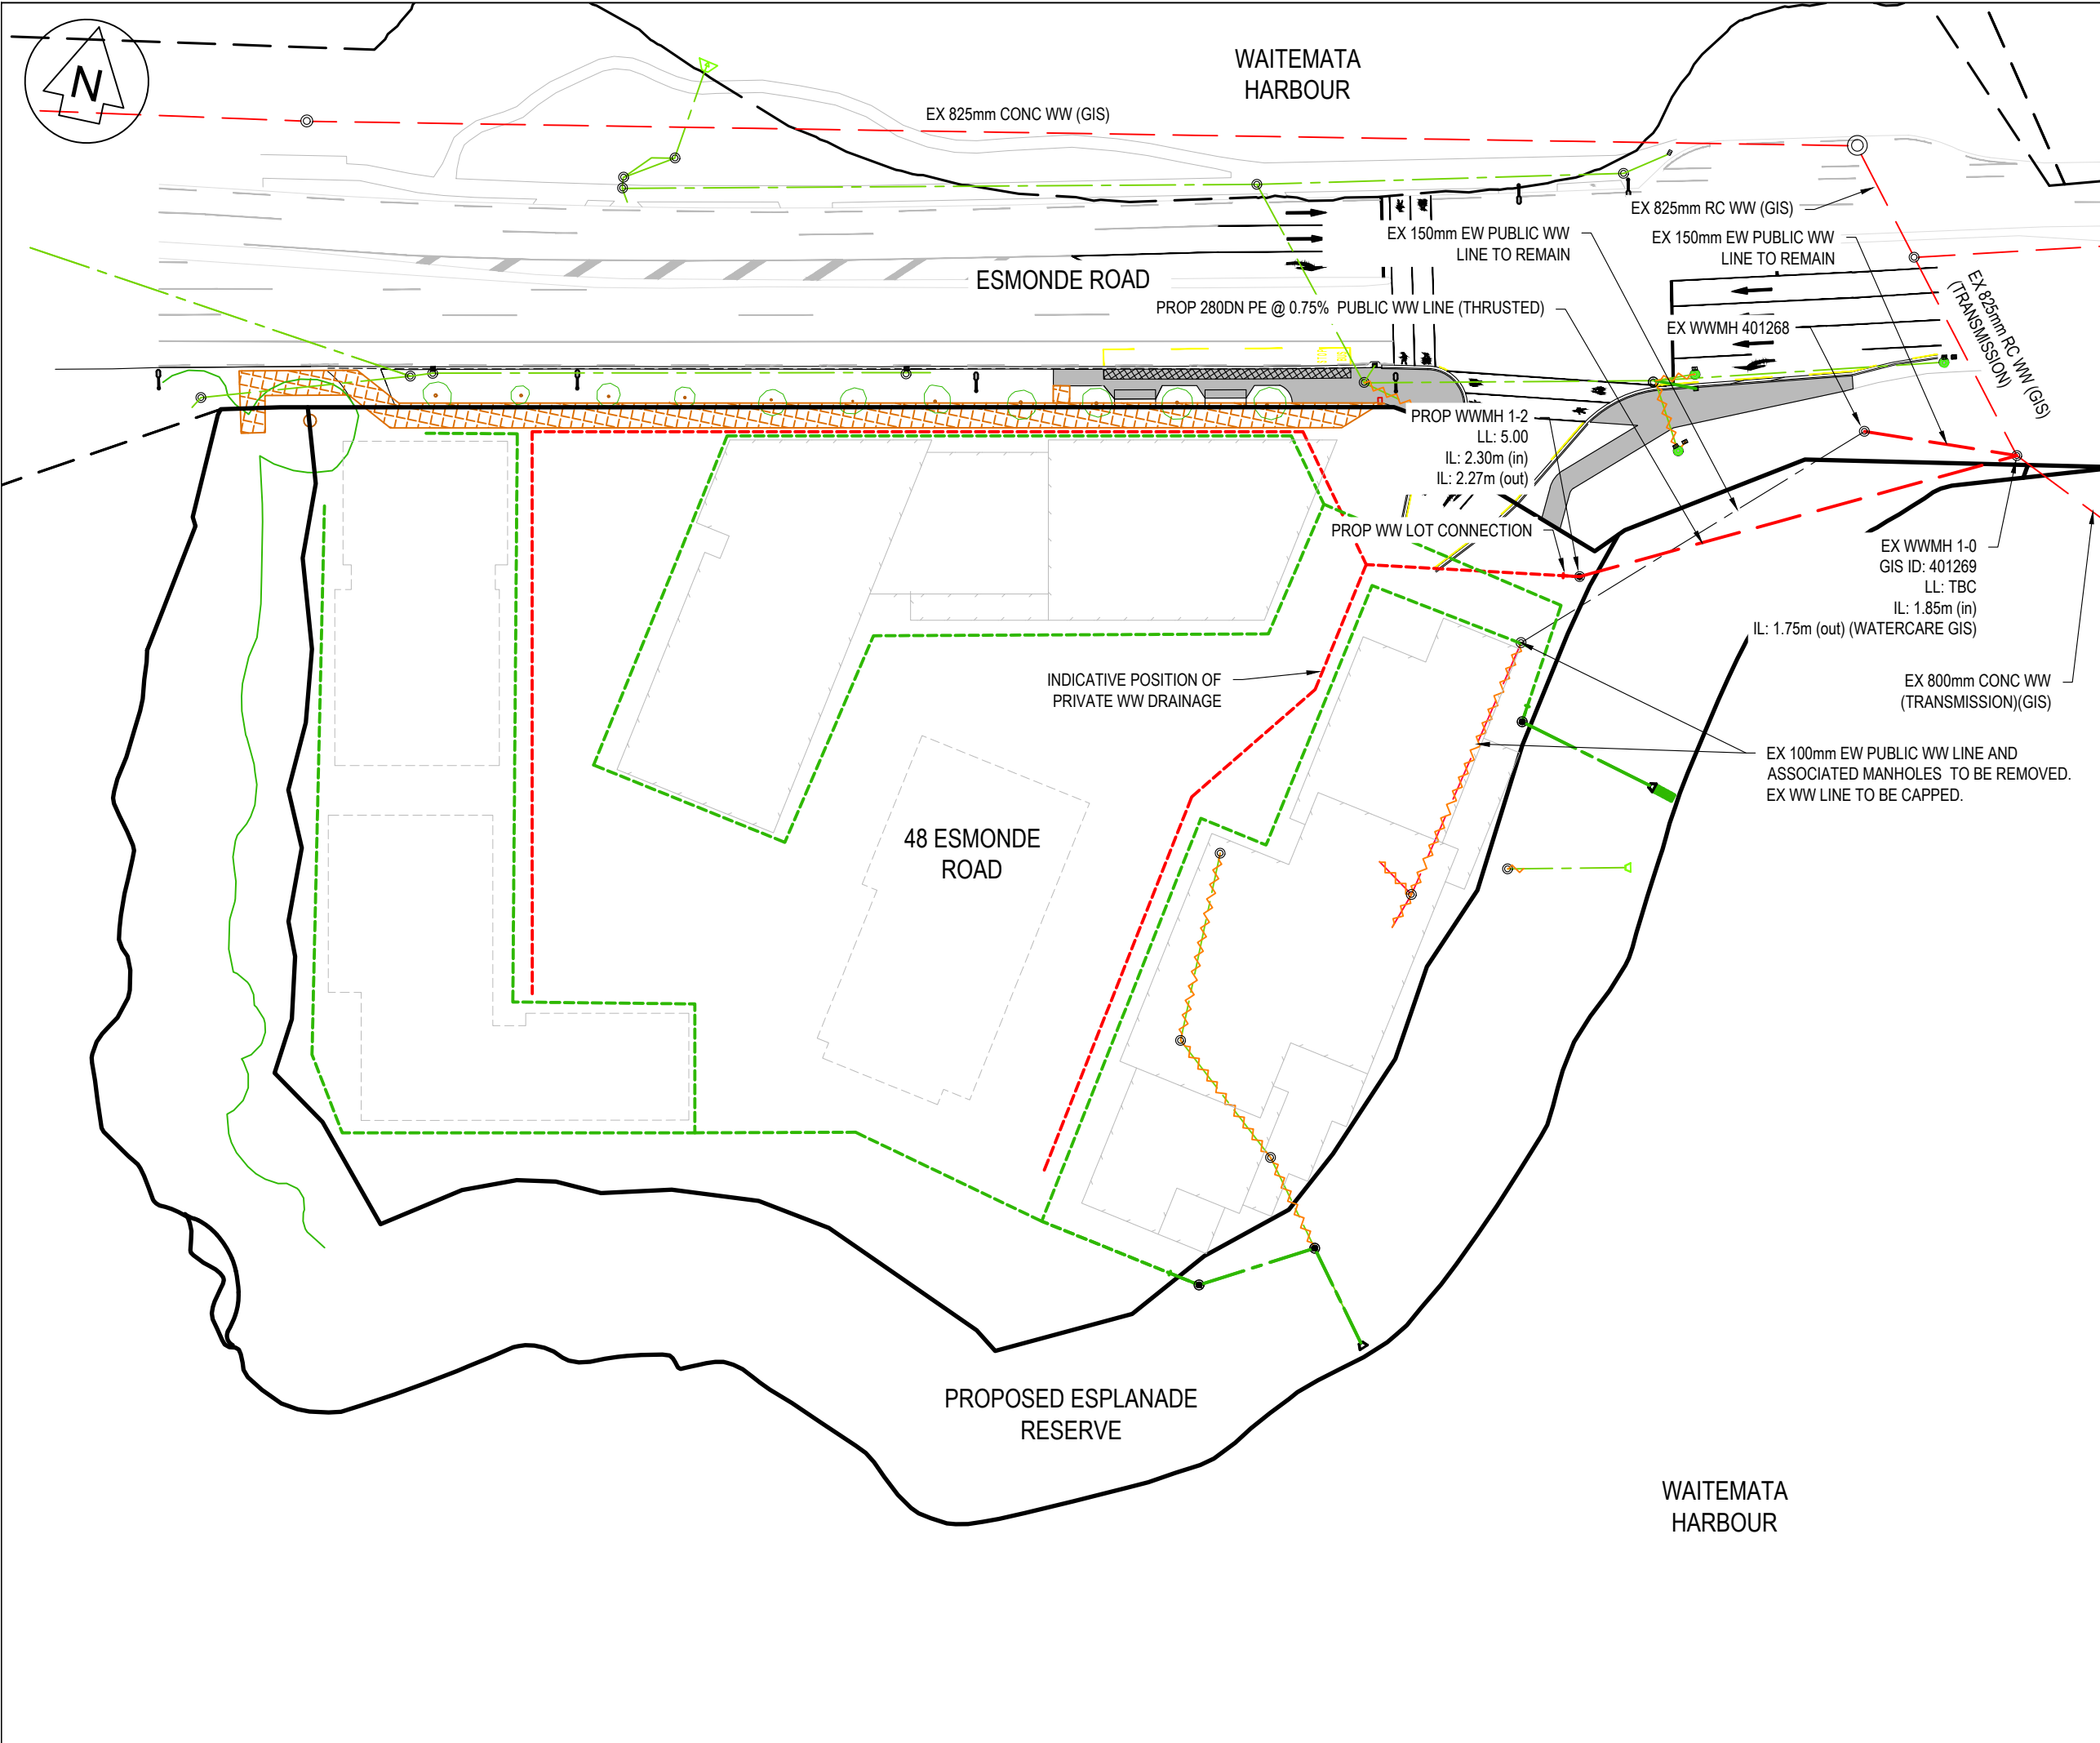 N
WAITEMATA
HARBOUR
EX 825mm CONC WW (GIS)
EX 825mm RC WW (GIS)
EX 150mm EW PUBLIC WW
LINE TO REMAIN
EX 150mm EW PUBLIC WW
LINE TO REMAIN
ESMONDE ROAD
EX 825mm RC WW (GIS)
(TRANSMISSION)
PROP 280DN PE @ 0.75%  PUBLIC WW LINE (THRUSTED)
EX WWMH 401268
PROP WWMH 1-2
LL: 5.00
IL: 2.30m (in)
IL: 2.27m (out)
PROP WW LOT CONNECTION
EX WWMH 1-0
GIS ID: 401269
LL: TBC
IL: 1.85m (in)
IL: 1.75m (out) (WATERCARE GIS)
INDICATIVE POSITION OF
PRIVATE WW DRAINAGE
EX 800mm CONC WW
(TRANSMISSION)(GIS)
EX 100mm EW PUBLIC WW LINE AND
ASSOCIATED MANHOLES  TO BE REMOVED.
EX WW LINE TO BE CAPPED.
48 ESMONDE
ROAD
PROPOSED ESPLANADE
RESERVE
WAITEMATA
HARBOUR